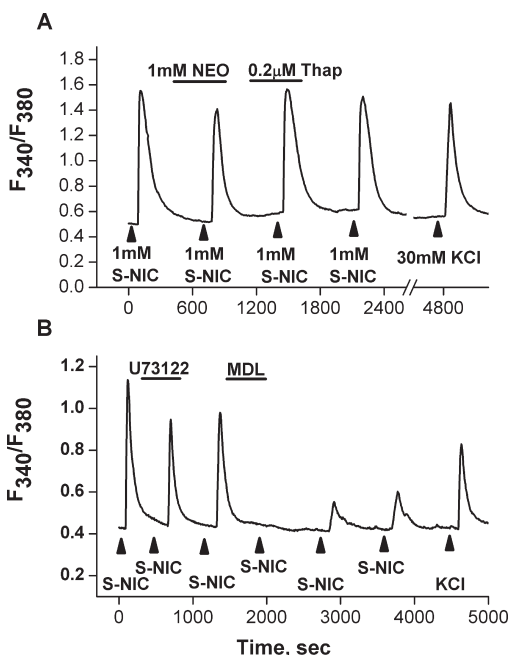 A
1mM NEO 0.2μM Thap
F340/F380
1.8
1.6
1.4
1.2
1.0
0.8
0.6
0.4
0.2
0.0
1mM 1mM 1mM 1mM 30mM KCl
S-NIC S-NIC S-NIC S-NIC
0 600 1200 1800 2400 4800
B
U73122 MDL
F340/F380
1.2
1.0
0.8
0.6
0.4
0.2
S-NIC S-NIC S-NIC S-NIC S-NIC S-NIC KCl
0 1000 2000 3000 4000 5000
Time, sec